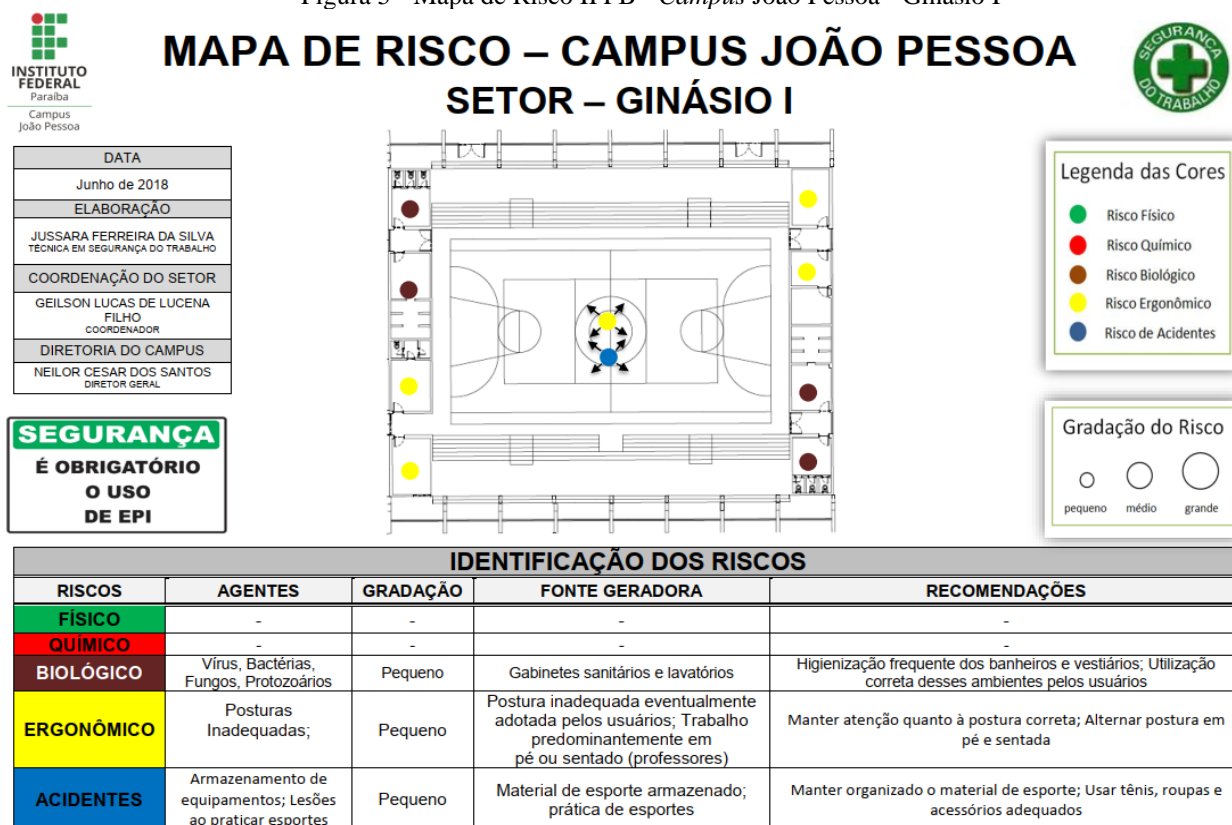 Figura 5 - Mapa de Risco IFPB - Campus João Pessoa - Ginásio I
INSTITUTO
FEDERAL
Paraíba
Campus
João Pessoa
MAPA DE RISCO – CAMPUS JOÃO PESSOA
SETOR – GINÁSIO I
SEGURANÇA
DO TRABALHO
DATA
Junho de 2018
ELABORAÇÃO
JUSSARA FERREIRA DA SILVA
TÉCNICA EM SEGURANÇA DO TRABALHO
COORDENAÇÃO DO SETOR
GEILSON LUCAS DE LUCENA
FILHO
COORDENADOR
DIRETORIA DO CAMPUS
NEILOR CESAR DOS SANTOS
DIRETOR GERAL
SEGURANÇA
É OBRIGATÓRIO
O USO
DE EPI
Legenda das Cores
Risco Físico
Risco Químico
Risco Biológico
Risco Ergonômico
Risco de Acidentes
Gradação do Risco
pequeno médio grande
IDENTIFICAÇÃO DOS RISCOS
RISCOS AGENTES GRADAÇÃO FONTE GERADORA RECOMENDAÇÕES
FÍSICO - - - -
QUÍMICO - - - -
BIOLÓGICO
Vírus, Bactérias,
Fungos, Protozoários
Pequeno
Gabinetes sanitários e lavatórios
Higienização frequente dos banheiros e vestiários; Utilização
correta desses ambientes pelos usuários
ERGONÔMICO
Posturas
Inadequadas;
Pequeno
Postura inadequada eventualmente
adotada pelos usuários; Trabalho
predominantemente em
pé ou sentado (professores)
Manter atenção quanto à postura correta; Alternar postura em
pé e sentada
ACIDENTES
Armazenamento de
equipamentos; Lesões
ao praticar esportes
Pequeno
Material de esporte armazenado;
prática de esportes
Manter organizado o material de esporte; Usar tênis, roupas e
acessórios adequados